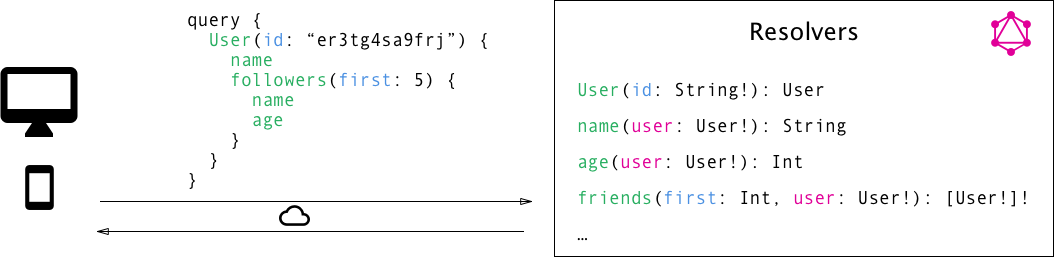 query {
  User(id: “er3tg4sa9frj”) {
    name
    followers(first: 5) {
      name
      age
    }
  }
}
Resolvers
User(id: String!): User
name(user: User!): String
age(user: User!): Int
friends(first: Int, user: User!): [User!]!
…